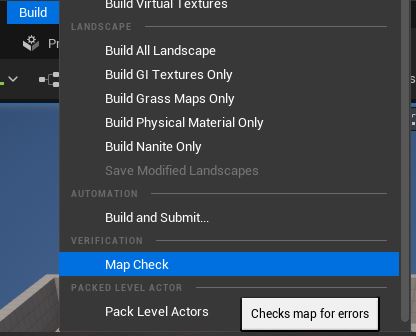 Build Virtual Textures
Build
LANDSCAPE
Pr
Build All Landscape
Build GI Textures Only
Build Grass Maps Only
Build Physical Material Only
Build Nanite Only
Save Modified Landscapes
AUTOMATION
Build and Submit...
VERIFICATION
Map Check
PACKED LEVEL ACTOR
Pack Level Actors
Checks map for errors